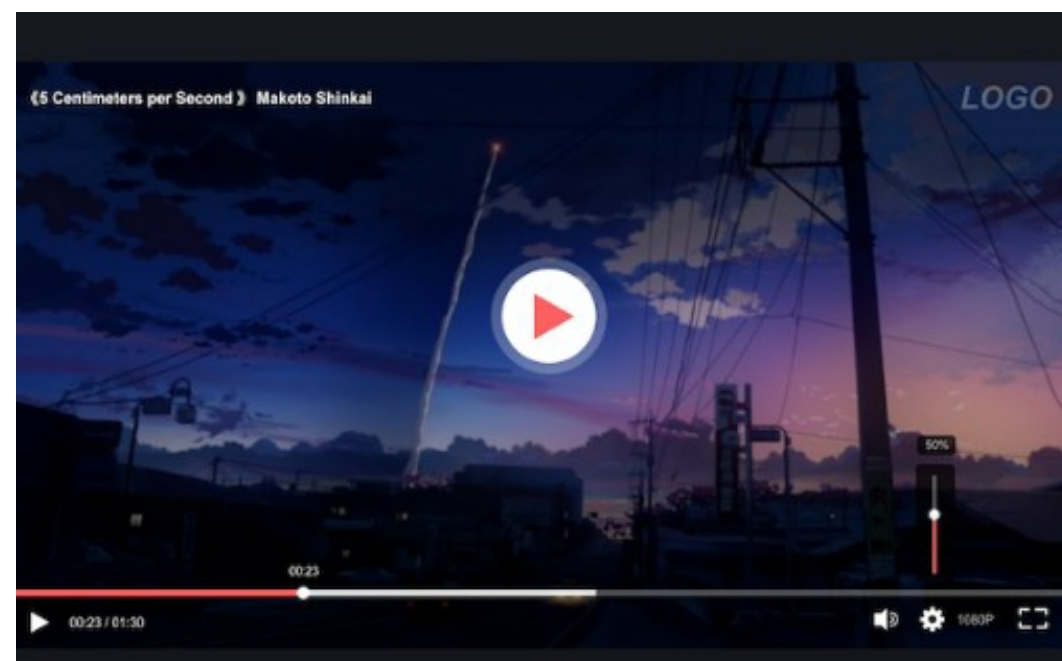 《5 Centimeters per Second 》 Makoto Shinkai
LOGO
50%
00:23
00:23 / 01:30
1080P